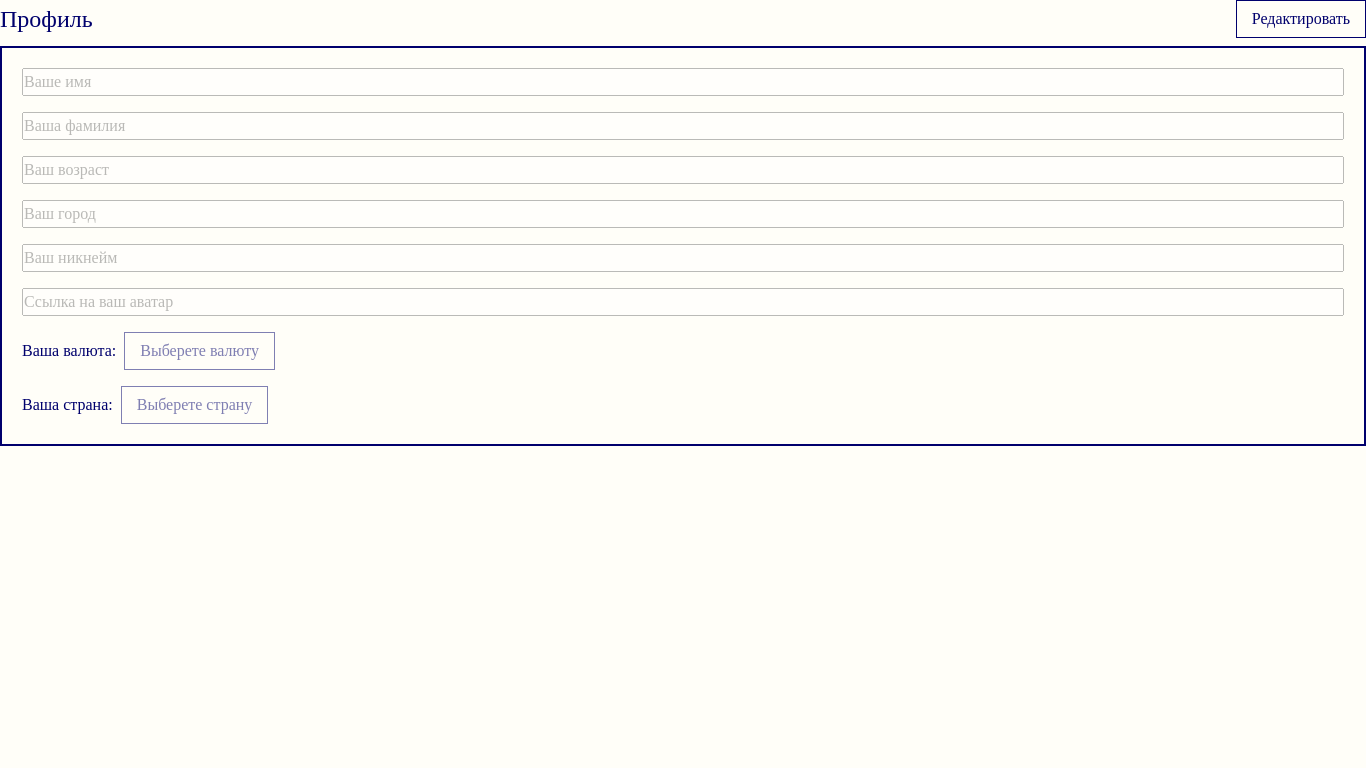 Профиль
Редактировать
Ваше имя
Ваша фамилия
Ваш возраст
Ваш город
Ваш никнейм
Ссылка на ваш аватар
Ваша валюта: Выберете валюту
Ваша страна: Выберете страну